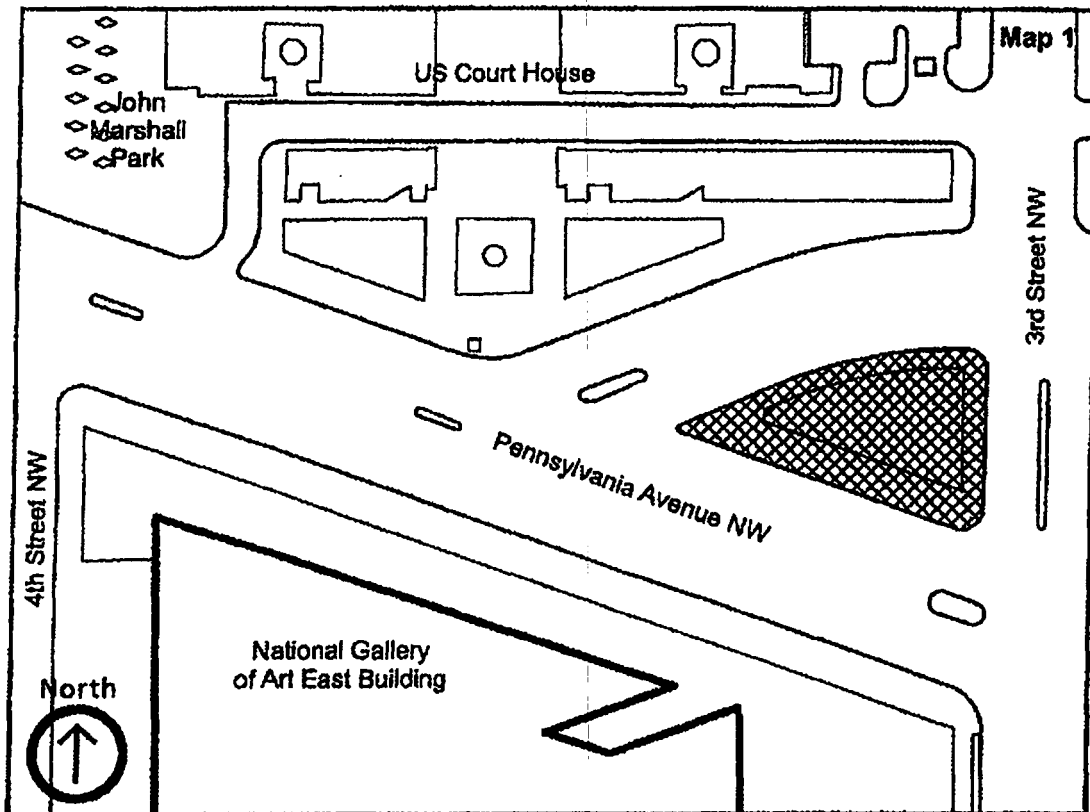 Map 1
US Court House
John
Marshall
Park
3rd Street NW
Pennsylvania Avenue NW
4th Street NW
National Gallery
of Art East Building
North